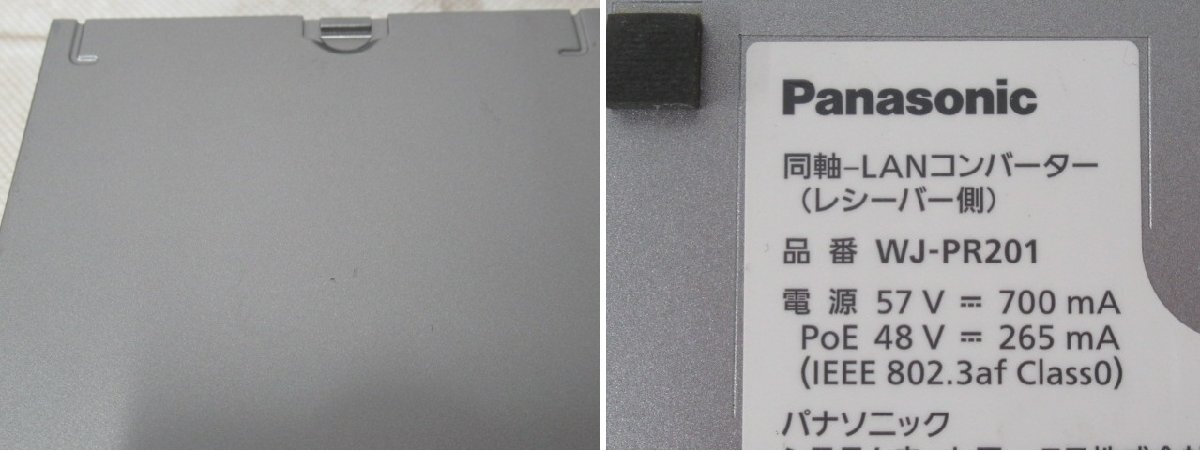 Panasonic
同軸−LANコンバーター
（レシーバー側）
品 番 WJ-PR201
電 源 57 V ⎓ 700 mA
PoE 48 V ⎓ 265 mA
(IEEE 802.3af Class0)
パナソニック